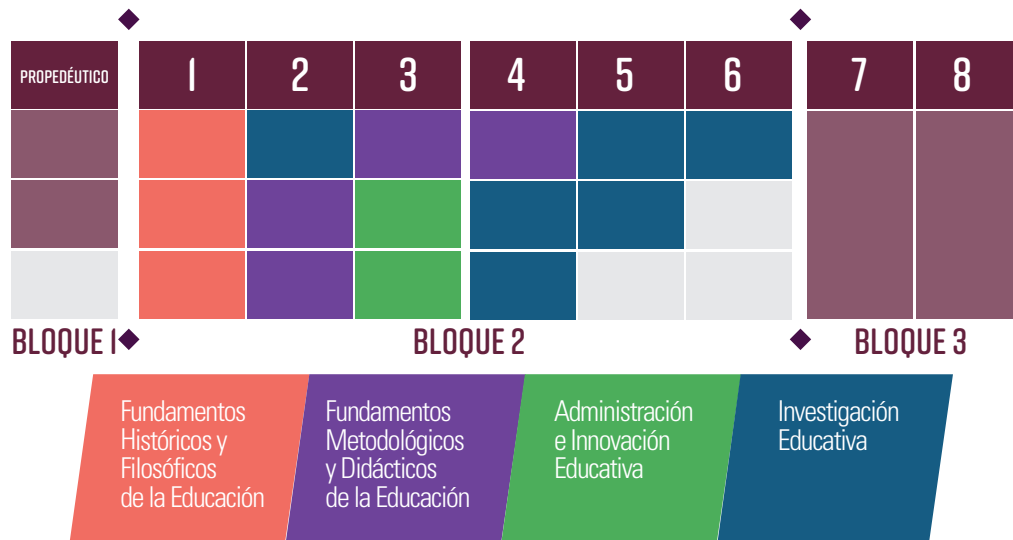 PROPEDÉUTICO 1 2 3 4 5 6 7 8
BLOQUE 1 BLOQUE 2 BLOQUE 3
Fundamentos
Históricos y
Filosóficos
de la Educación
Fundamentos
Metodológicos
y Didácticos
de la Educación
Administración
e Innovación
Educativa
Investigación
Educativa